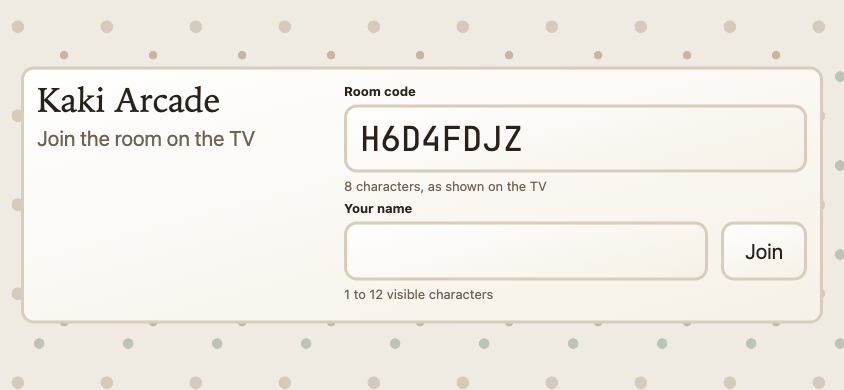 Kaki Arcade
Join the room on the TV
Room code
H6D4FDJZ
8 characters, as shown on the TV
Your name
Join
1 to 12 visible characters